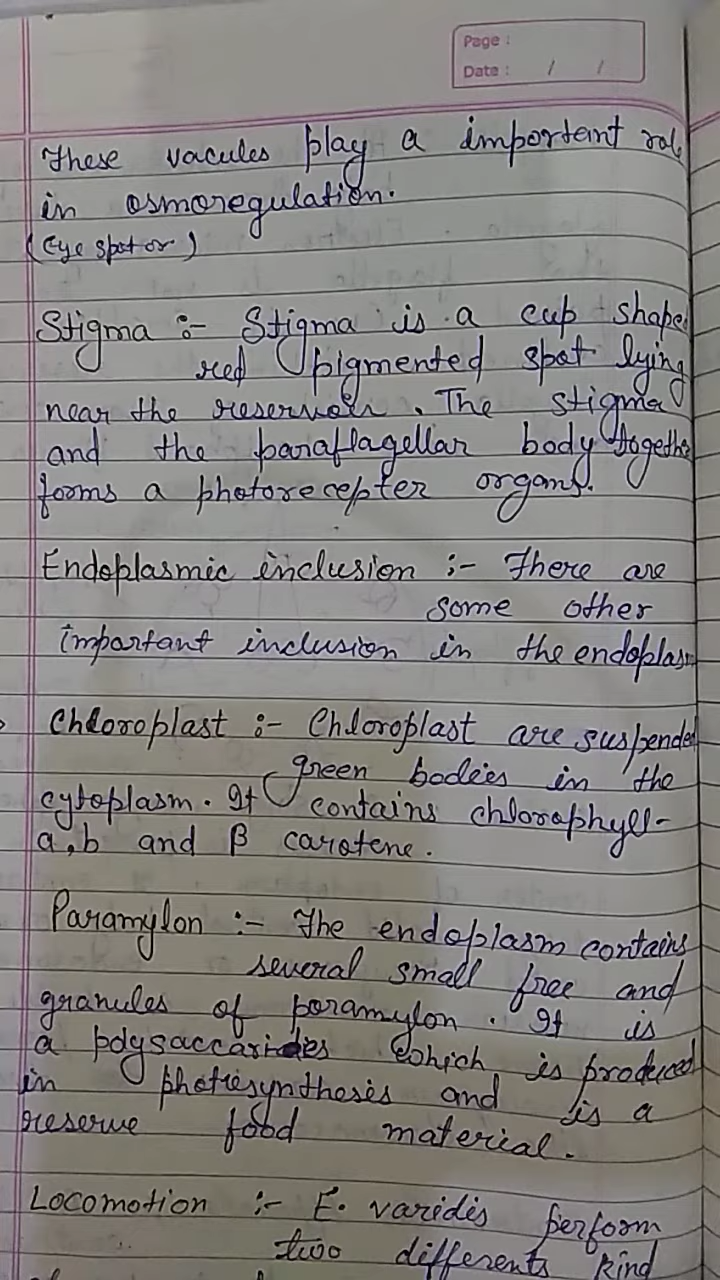 Page :
Date : / /
These vacules play a importeint role
in osmoregulation.
(Eye spot or)
Stigma :- Stigma is a cup shape
red pigmented spot lying
near the reservoir. The stigma
and the paraflagellar body together
forms a photorecepter organs.
Endoplasmic inclusion :- There are
some other
important inclusion in the endoplasm
Chloroplast :- Chloroplast are suspended
green bodies in the
cytoplasm. It contains chlorophyll-
a,b and β carotene.
Paramylon :- The endoplasm contains
several small free and
granules of paramylon. It is
a polysaccarides which is produced
in photosynthesis and is a
reserve food material.
Locomotion :- E. varidis perform
two differents kind